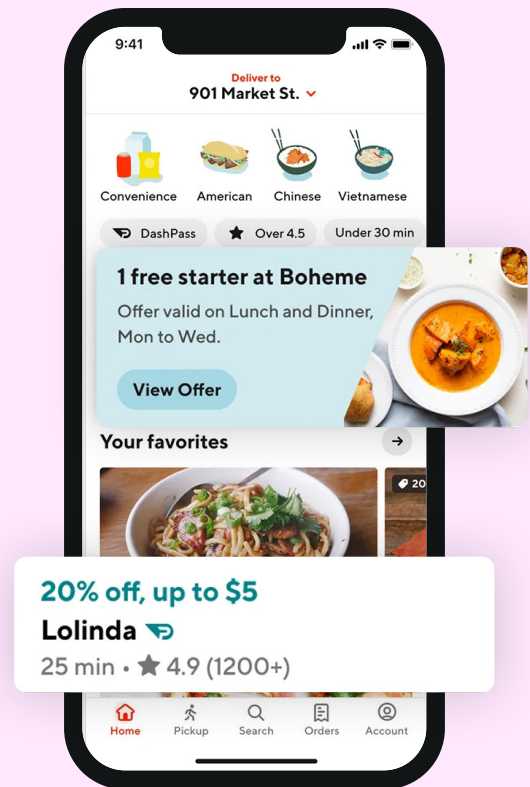 9:41
Deliver to
901 Market St.
Convenience American Chinese Vietnamese
DashPass Over 4.5 Under 30 min
1 free starter at Boheme
Offer valid on Lunch and Dinner,
Mon to Wed.
View Offer
Your favorites
20
20% off, up to $5
Lolinda
25 min • ★ 4.9 (1200+)
Home Pickup Search Orders Account